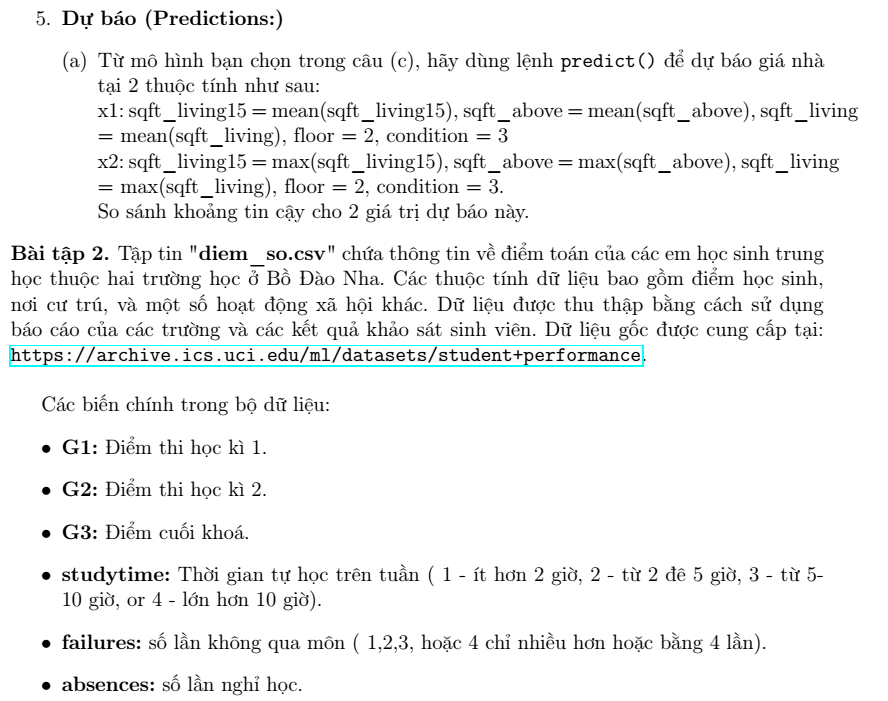 5. Dự báo (Predictions:)
(a) Từ mô hình bạn chọn trong câu (c), hãy dùng lệnh predict() để dự báo giá nhà
tại 2 thuộc tính như sau:
x1: sqft_living15 = mean(sqft_living15), sqft_above = mean(sqft_above), sqft_living
= mean(sqft_living), floor = 2, condition = 3
x2: sqft_living15 = max(sqft_living15), sqft_above = max(sqft_above), sqft_living
= max(sqft_living), floor = 2, condition = 3.
So sánh khoảng tin cậy cho 2 giá trị dự báo này.
Bài tập 2. Tập tin "diem_so.csv" chứa thông tin về điểm toán của các em học sinh trung
học thuộc hai trường học ở Bồ Đào Nha. Các thuộc tính dữ liệu bao gồm điểm học sinh,
nơi cư trú, và một số hoạt động xã hội khác. Dữ liệu được thu thập bằng cách sử dụng
báo cáo của các trường và các kết quả khảo sát sinh viên. Dữ liệu gốc được cung cấp tại:
https://archive.ics.uci.edu/ml/datasets/student+performance.
Các biến chính trong bộ dữ liệu:
• G1: Điểm thi học kì 1.
• G2: Điểm thi học kì 2.
• G3: Điểm cuối khoá.
• studytime: Thời gian tự học trên tuần ( 1 - ít hơn 2 giờ, 2 - từ 2 đê 5 giờ, 3 - từ 5-
10 giờ, or 4 - lớn hơn 10 giờ).
• failures: số lần không qua môn ( 1,2,3, hoặc 4 chỉ nhiều hơn hoặc bằng 4 lần).
• absences: số lần nghỉ học.